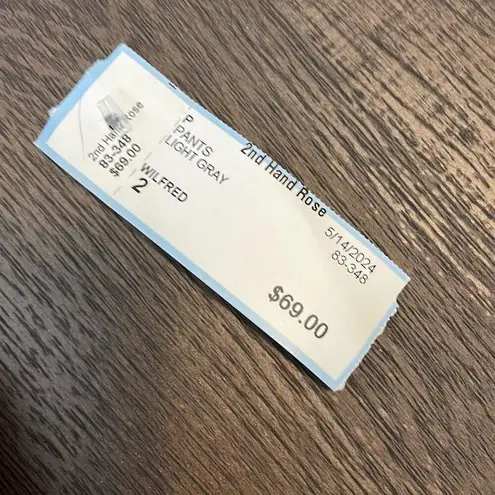 2nd Hand Rose
83-348
$69.00
P
PANTS
LIGHT GRAY
WILFRED
2
2nd Hand Rose
5/14/2024
83-348
$69.00